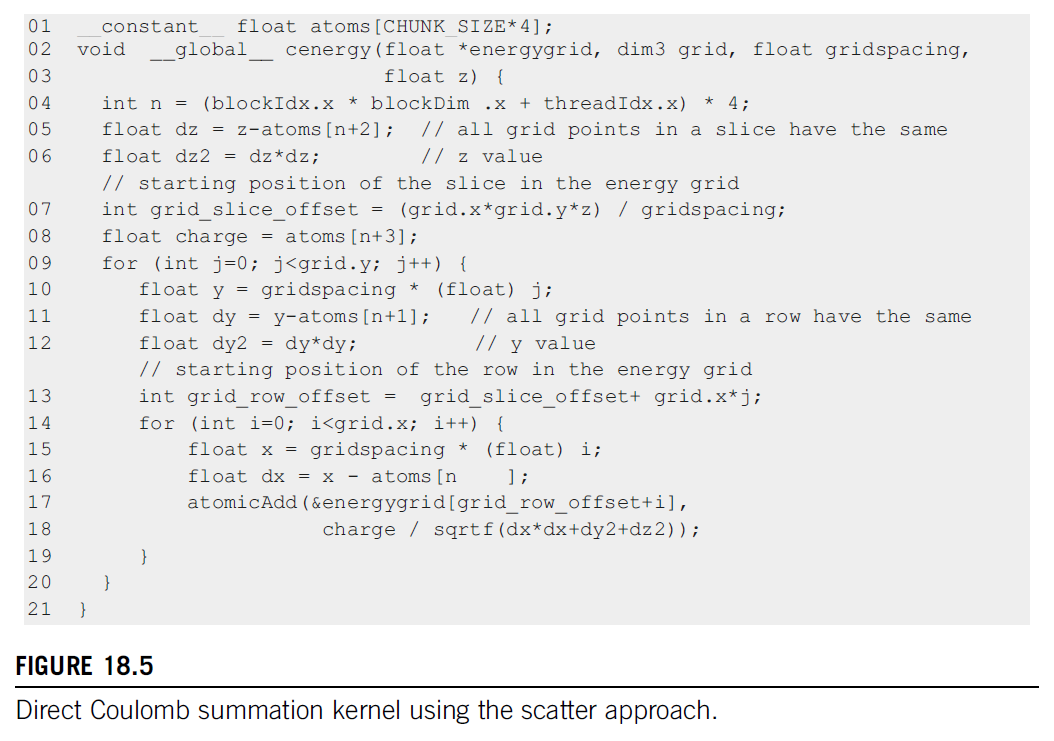 01 __constant__ float atoms[CHUNK_SIZE*4];
02 void __global__ cenergy(float *energygrid, dim3 grid, float gridspacing,
03 float z) {
04 int n = (blockIdx.x * blockDim .x + threadIdx.x) * 4;
05 float dz = z-atoms[n+2]; // all grid points in a slice have the same
06 float dz2 = dz*dz; // z value
// starting position of the slice in the energy grid
07 int grid_slice_offset = (grid.x*grid.y*z) / gridspacing;
08 float charge = atoms[n+3];
09 for (int j=0; j<grid.y; j++) {
10 float y = gridspacing * (float) j;
11 float dy = y-atoms[n+1]; // all grid points in a row have the same
12 float dy2 = dy*dy; // y value
// starting position of the row in the energy grid
13 int grid_row_offset = grid_slice_offset+ grid.x*j;
14 for (int i=0; i<grid.x; i++) {
15 float x = gridspacing * (float) i;
16 float dx = x - atoms[n ];
17 atomicAdd(&energygrid[grid_row_offset+i],
18 charge / sqrtf(dx*dx+dy2+dz2));
19 }
20 }
21 }
FIGURE 18.5
Direct Coulomb summation kernel using the scatter approach.